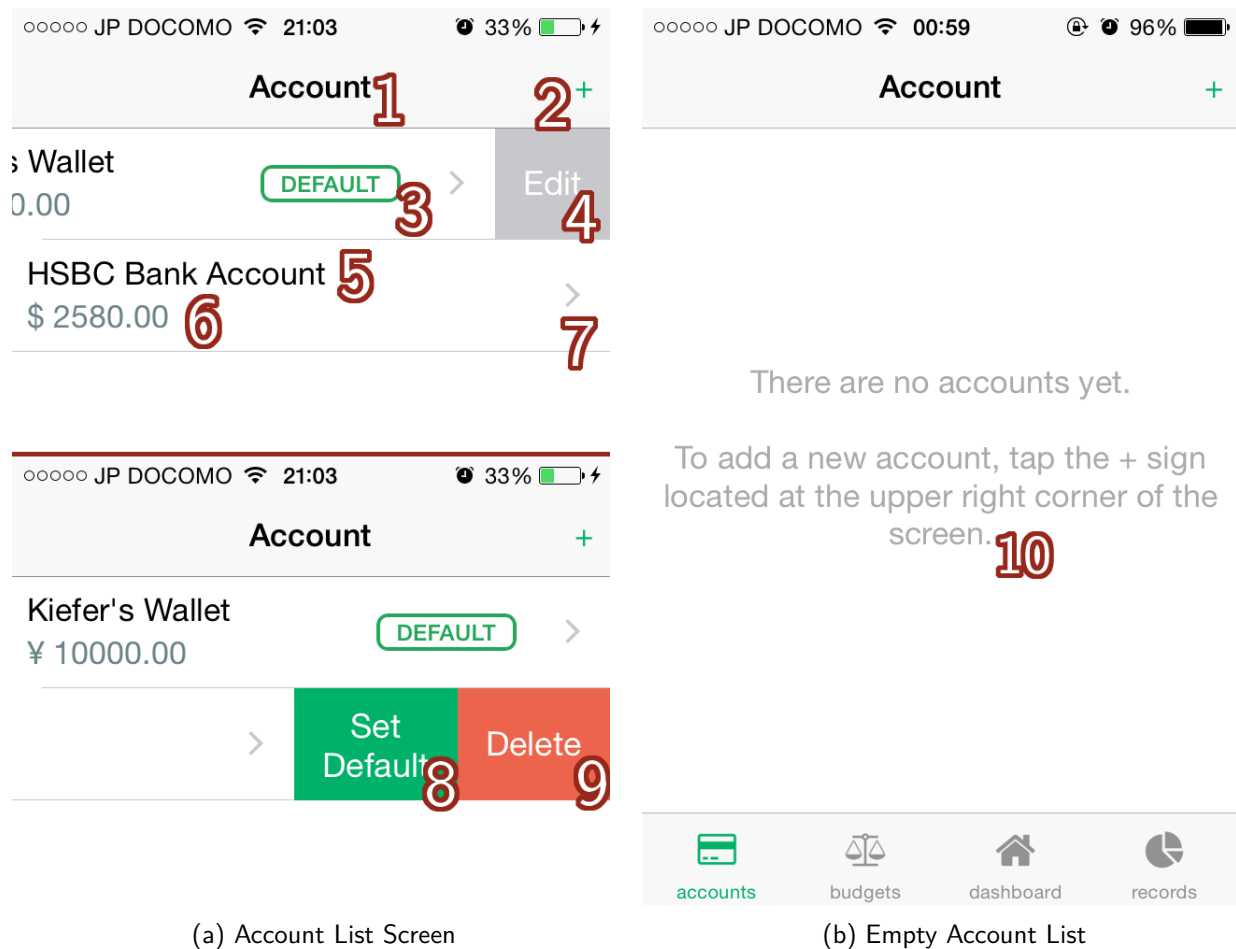 JP DOCOMO 21:03 33%
Account 1 2 +
s Wallet
0.00
DEFAULT 3
Edit 4
HSBC Bank Account 5
$ 2580.00 6
7
JP DOCOMO 21:03 33%
Account +
Kiefer's Wallet
¥ 10000.00
DEFAULT
Set
Default 8
Delete 9
(a) Account List Screen
JP DOCOMO 00:59 96%
Account +
There are no accounts yet.
To add a new account, tap the + sign
located at the upper right corner of the
screen. 10
accounts budgets dashboard records
(b) Empty Account List